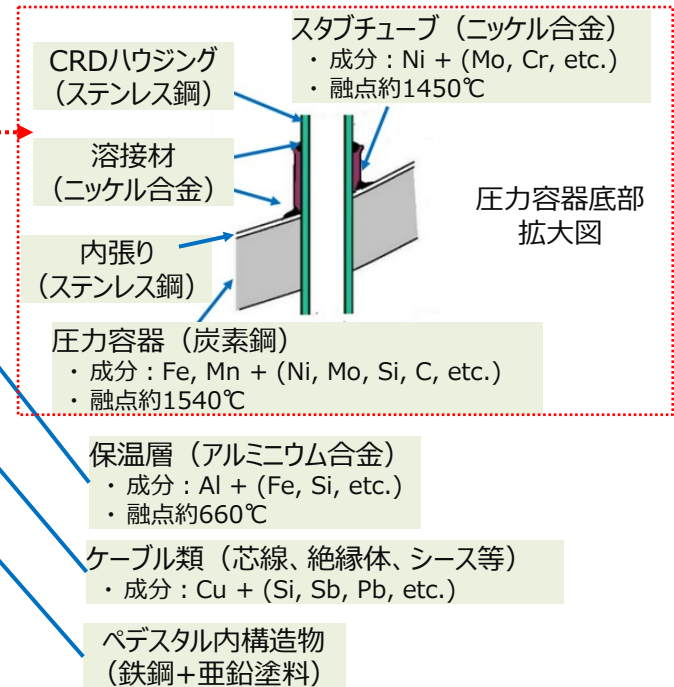 スタブチューブ（ニッケル合金）
・ 成分：Ni + (Mo, Cr, etc.)
・ 融点約1450℃
CRDハウジング
（ステンレス鋼）
溶接材
（ニッケル合金）
圧力容器底部
拡大図
内張り
（ステンレス鋼）
圧力容器（炭素鋼）
・ 成分：Fe, Mn + (Ni, Mo, Si, C, etc.)
・ 融点約1540℃
保温層（アルミニウム合金）
・ 成分：Al + (Fe, Si, etc.)
・ 融点約660℃
ケーブル類（芯線、絶縁体、シース等）
・ 成分：Cu + (Si, Sb, Pb, etc.)
ペデスタル内構造物
（鉄鋼+亜鉛塗料）